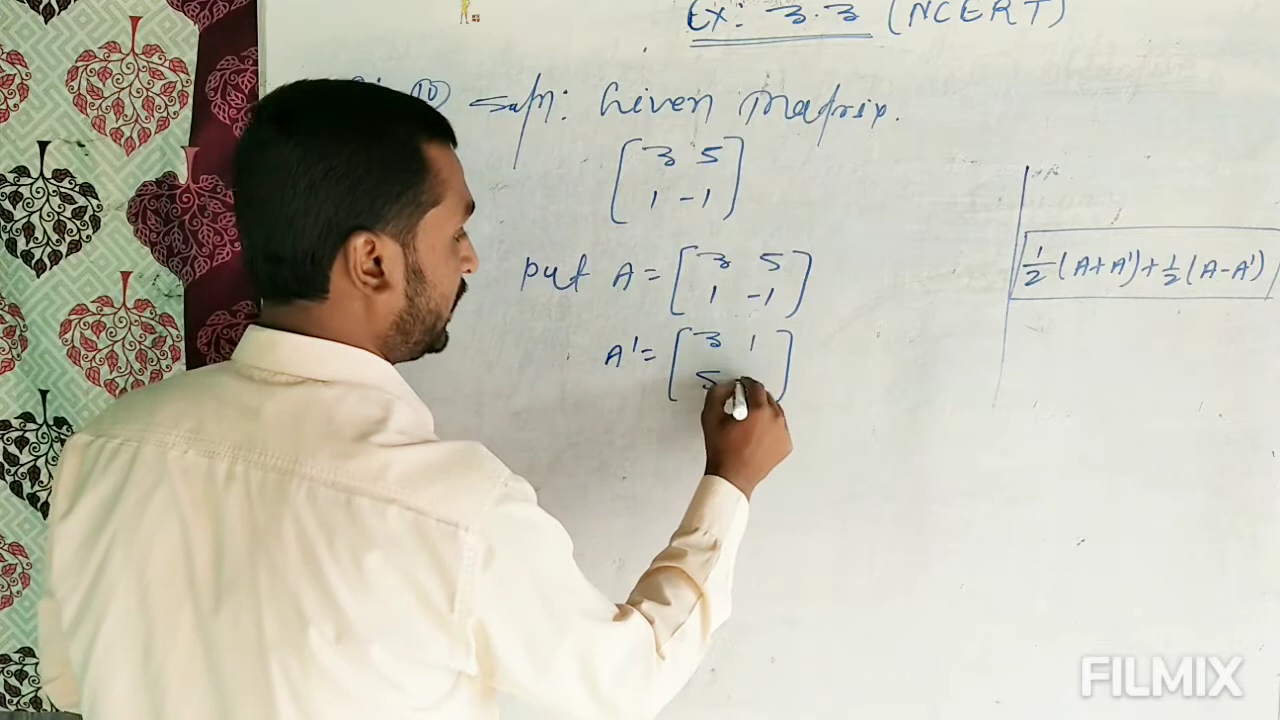 Ex. 3.3 (NCERT)
10 Soln: Given matrix.
[3 5
1 -1]
put A = [3 5
1 -1]
A' = [3 1
5
1/2 (A+A') + 1/2 (A-A')
FILMIX